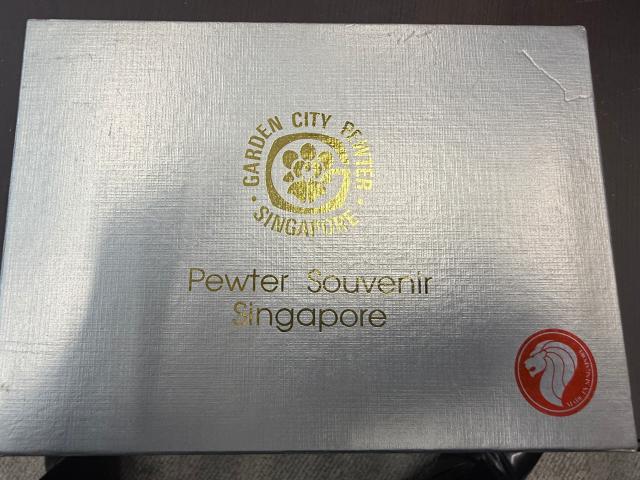 GARDEN CITY PEWTER
• SINGAPORE •
Pewter Souvenir
Singapore